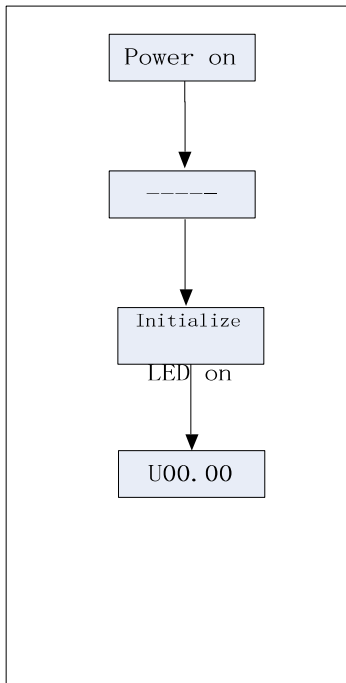 Power on
-----
Initialize
LED on
U00.00